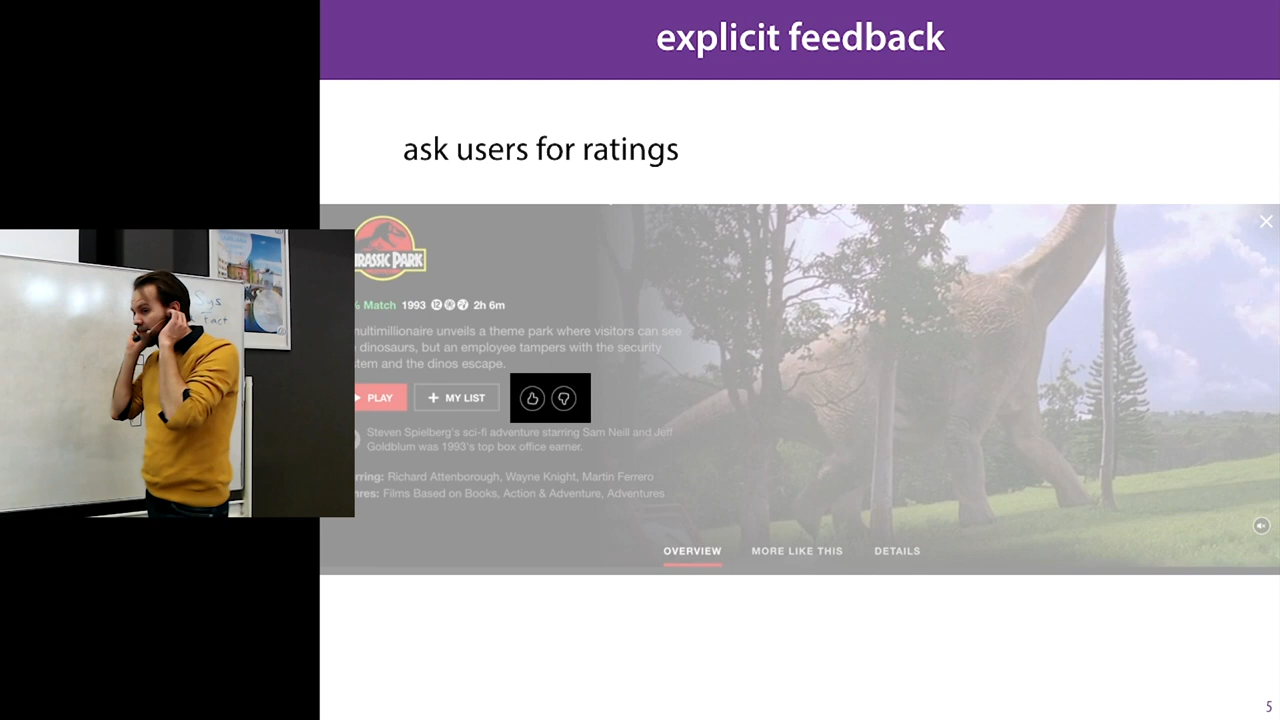 explicit feedback
ask users for ratings
JURASSIC PARK
% Match 1993 12 2h 6m
multimillionaire unveils a theme park where visitors can see
dinosaurs, but an employee tampers with the security
and the dinos escape.
PLAY
+ MY LIST
Steven Spielberg's sci-fi adventure starring Sam Neill and Jeff
Goldblum was 1993's top box office earner.
Richard Attenborough, Wayne Knight, Martin Ferrero
Films Based on Books, Action & Adventure, Adventures
OVERVIEW
MORE LIKE THIS
DETAILS
Sys
tact
5